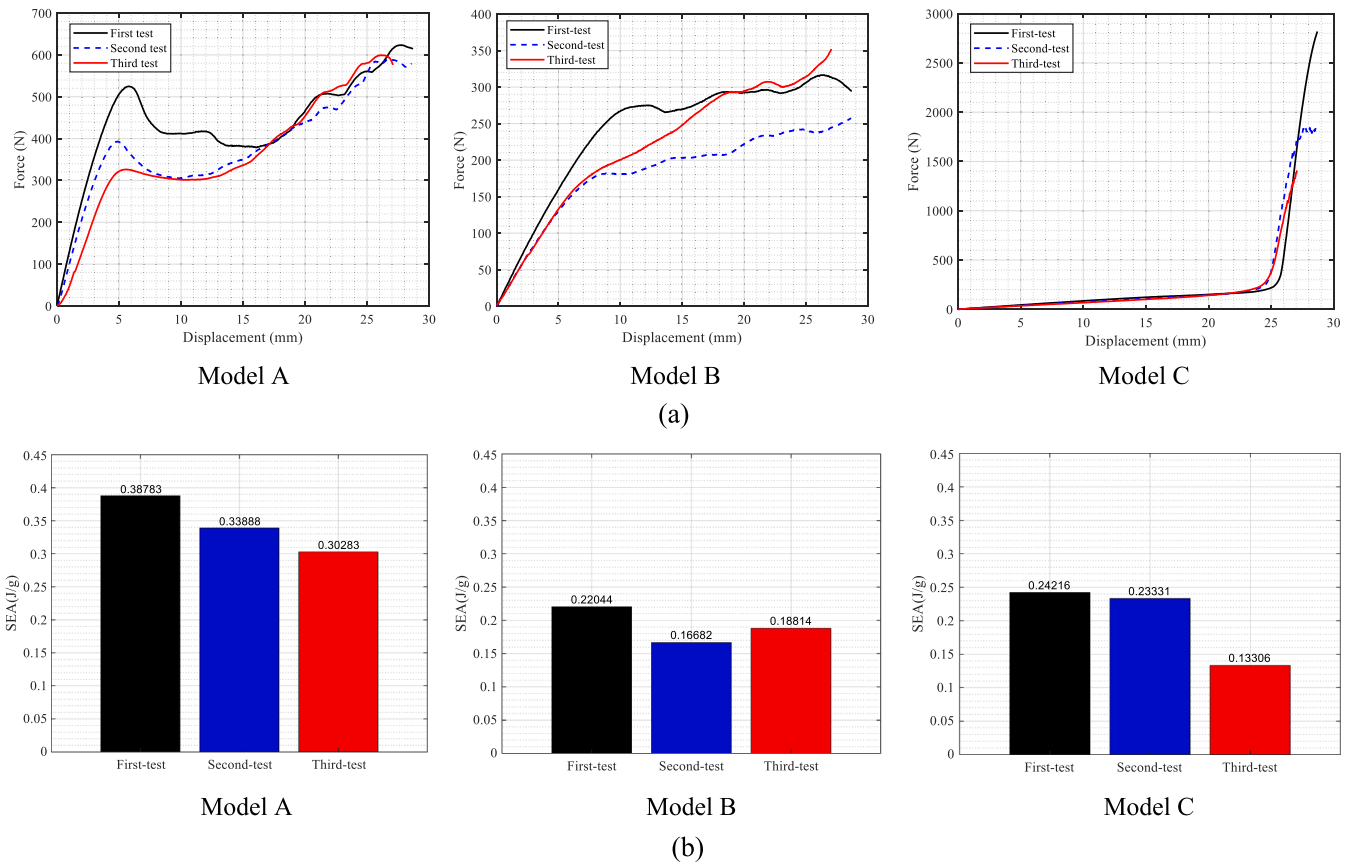 700
600
500
400
300
200
100
0
Force (N)
First test
Second test
Third test
0 5 10 15 20 25 30
Displacement (mm)
Model A
400
350
300
250
200
150
100
50
0
Force (N)
First-test
Second-test
Third-test
0 5 10 15 20 25 30
Displacement (mm)
Model B
3000
2500
2000
1500
1000
500
0
Force (N)
First-test
Second-test
Third-test
0 5 10 15 20 25 30
Displacement (mm)
Model C
(a)
0.45
0.4
0.35
0.3
0.25
0.2
0.15
0.1
0.05
0
SEA(J/g)
0.38783
0.33888
0.30283
First-test Second-test Third-test
Model A
0.45
0.4
0.35
0.3
0.25
0.2
0.15
0.1
0.05
0
SEA(J/g)
0.22044
0.16682
0.18814
First-test Second-test Third-test
Model B
0.45
0.4
0.35
0.3
0.25
0.2
0.15
0.1
0.05
0
SEA(J/g)
0.24216
0.23331
0.13306
First-test Second-test Third-test
Model C
(b)